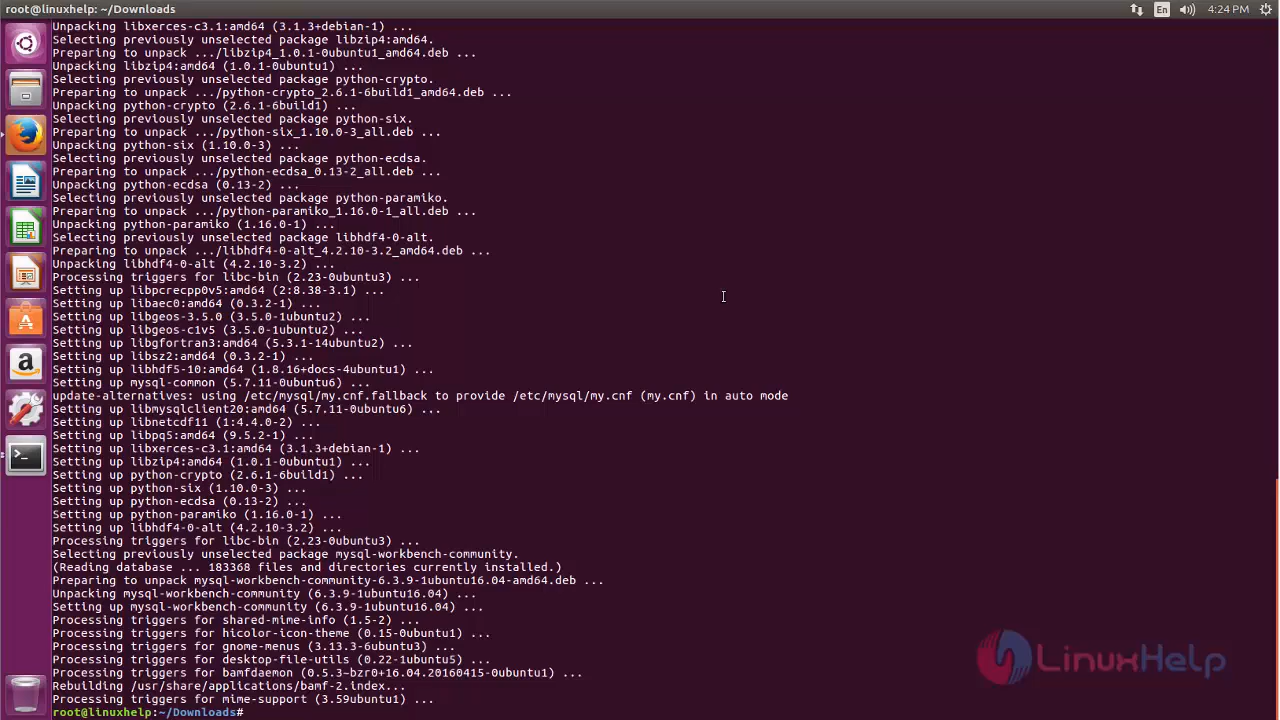 root@linuxhelp: ~/Downloads
En
4:24 PM
Unpacking libxerces-c3.1:amd64 (3.1.3+debian-1) ...
Selecting previously unselected package libzip4:amd64.
Preparing to unpack .../libzip4_1.0.1-0ubuntu1_amd64.deb ...
Unpacking libzip4:amd64 (1.0.1-0ubuntu1) ...
Selecting previously unselected package python-crypto.
Preparing to unpack .../python-crypto_2.6.1-6build1_amd64.deb ...
Unpacking python-crypto (2.6.1-6build1) ...
Selecting previously unselected package python-six.
Preparing to unpack .../python-six_1.10.0-3_all.deb ...
Unpacking python-six (1.10.0-3) ...
Selecting previously unselected package python-ecdsa.
Preparing to unpack .../python-ecdsa_0.13-2_all.deb ...
Unpacking python-ecdsa (0.13-2) ...
Selecting previously unselected package python-paramiko.
Preparing to unpack .../python-paramiko_1.16.0-1_all.deb ...
Unpacking python-paramiko (1.16.0-1) ...
Selecting previously unselected package libhdf4-0-alt.
Preparing to unpack .../libhdf4-0-alt_4.2.10-3.2_amd64.deb ...
Unpacking libhdf4-0-alt (4.2.10-3.2) ...
Processing triggers for libc-bin (2.23-0ubuntu3) ...
Setting up libpcrecpp0v5:amd64 (2:8.38-3.1) ...
Setting up libaec0:amd64 (0.3.2-1) ...
Setting up libgeos-3.5.0 (3.5.0-1ubuntu2) ...
Setting up libgeos-c1v5 (3.5.0-1ubuntu2) ...
Setting up libgfortran3:amd64 (5.3.1-14ubuntu2) ...
Setting up libsz2:amd64 (0.3.2-1) ...
Setting up libhdf5-10:amd64 (1.8.16+docs-4ubuntu1) ...
Setting up mysql-common (5.7.11-0ubuntu6) ...
update-alternatives: using /etc/mysql/my.cnf.fallback to provide /etc/mysql/my.cnf (my.cnf) in auto mode
Setting up libmysqlclient20:amd64 (5.7.11-0ubuntu6) ...
Setting up libnetcdf11 (1:4.4.0-2) ...
Setting up libpq5:amd64 (9.5.2-1) ...
Setting up libxerces-c3.1:amd64 (3.1.3+debian-1) ...
Setting up libzip4:amd64 (1.0.1-0ubuntu1) ...
Setting up python-crypto (2.6.1-6build1) ...
Setting up python-six (1.10.0-3) ...
Setting up python-ecdsa (0.13-2) ...
Setting up python-paramiko (1.16.0-1) ...
Setting up libhdf4-0-alt (4.2.10-3.2) ...
Processing triggers for libc-bin (2.23-0ubuntu3) ...
Selecting previously unselected package mysql-workbench-community.
(Reading database ... 183368 files and directories currently installed.)
Preparing to unpack mysql-workbench-community-6.3.9-1ubuntu16.04-amd64.deb ...
Unpacking mysql-workbench-community (6.3.9-1ubuntu16.04) ...
Setting up mysql-workbench-community (6.3.9-1ubuntu16.04) ...
Processing triggers for shared-mime-info (1.5-2) ...
Processing triggers for hicolor-icon-theme (0.15-0ubuntu1) ...
Processing triggers for gnome-menus (3.13.3-6ubuntu3) ...
Processing triggers for desktop-file-utils (0.22-1ubuntu5) ...
Processing triggers for bamfdaemon (0.5.3~bzr0+16.04.20160415-0ubuntu1) ...
Rebuilding /usr/share/applications/bamf-2.index...
Processing triggers for mime-support (3.59ubuntu1) ...
root@linuxhelp:~/Downloads#
LinuxHelp